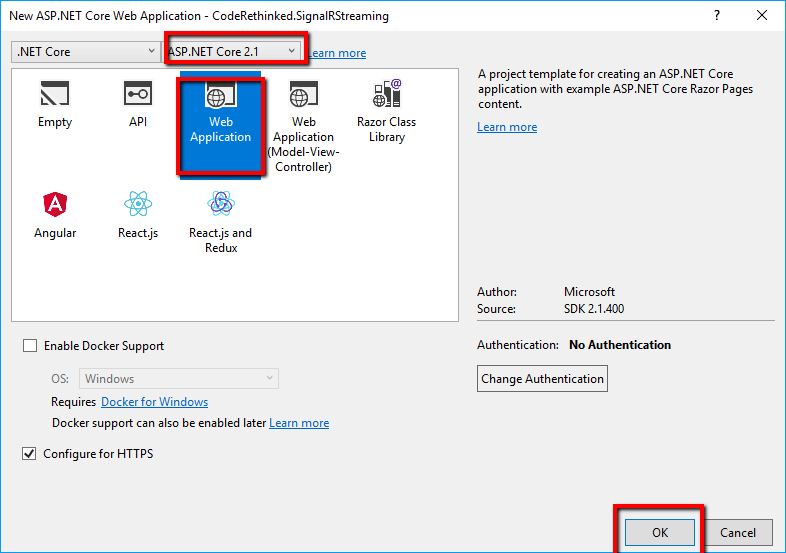 New ASP.NET Core Web Application - CodeRethinked.SignalRStreaming
?
.NET Core
ASP.NET Core 2.1
Learn more
Empty
API
Web
Application
Web
Application
(Model-View-
Controller)
Razor Class
Library
Angular
React.js
React.js and
Redux
A project template for creating an ASP.NET Core
application with example ASP.NET Core Razor Pages
content.
Learn more
Author: Microsoft
Source: SDK 2.1.400
Authentication: No Authentication
Change Authentication
Enable Docker Support
OS: Windows
Requires Docker for Windows
Docker support can also be enabled later Learn more
Configure for HTTPS
OK
Cancel